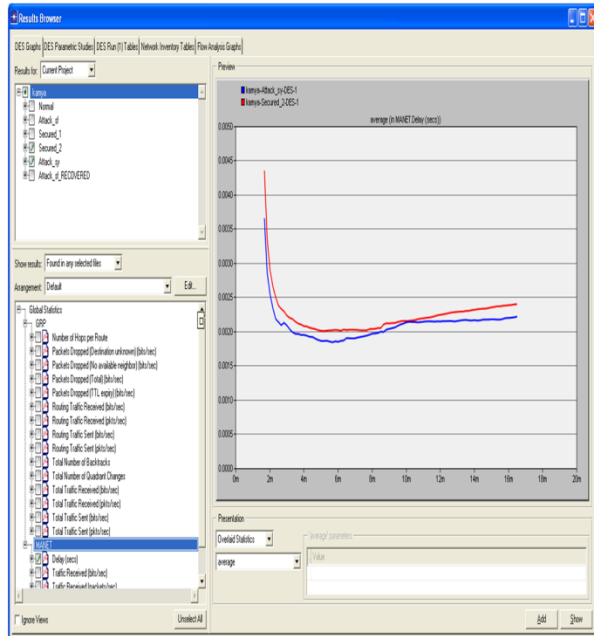 Results Browser
DES Graphs DES Parametric Studies DES Run (1) Tables Network Inventory Tables Flow Analysis Graphs
Results for: Current Project
kamya
Normal
Attack_sf
Secured_1
Secured_2
Attack_sy
Attack_sf_RECOVERED
Show results: Found in any selected files
Arrangement: Default
Edit...
Global Statistics
GRP
Number of Hops per Route
Packets Dropped (Destination unknown) (bits/sec)
Packets Dropped (No available neighbor) (bits/sec)
Packets Dropped (Total) (bits/sec)
Packets Dropped (TTL expiry) (bits/sec)
Routing Traffic Received (bits/sec)
Routing Traffic Received (pkts/sec)
Routing Traffic Sent (bits/sec)
Routing Traffic Sent (pkts/sec)
Total Number of Backtracks
Total Number of Quadrant Changes
Total Traffic Received (bits/sec)
Total Traffic Received (pkts/sec)
Total Traffic Sent (bits/sec)
Total Traffic Sent (pkts/sec)
MANET
Delay (secs)
Traffic Received (bits/sec)
Traffic Received (packets/sec)
Ignore Views
Unselect All
Preview
kamya-Attack_sy-DES-1
kamya-Secured_2-DES-1
average (in MANET.Delay (secs))
0.0050
0.0045
0.0040
0.0035
0.0030
0.0025
0.0020
0.0015
0.0010
0.0005
0.0000
0m 2m 4m 6m 8m 10m 12m 14m 16m 18m 20m
Presentation
Overlaid Statistics
average
'average' parameters
Value
Add
Show